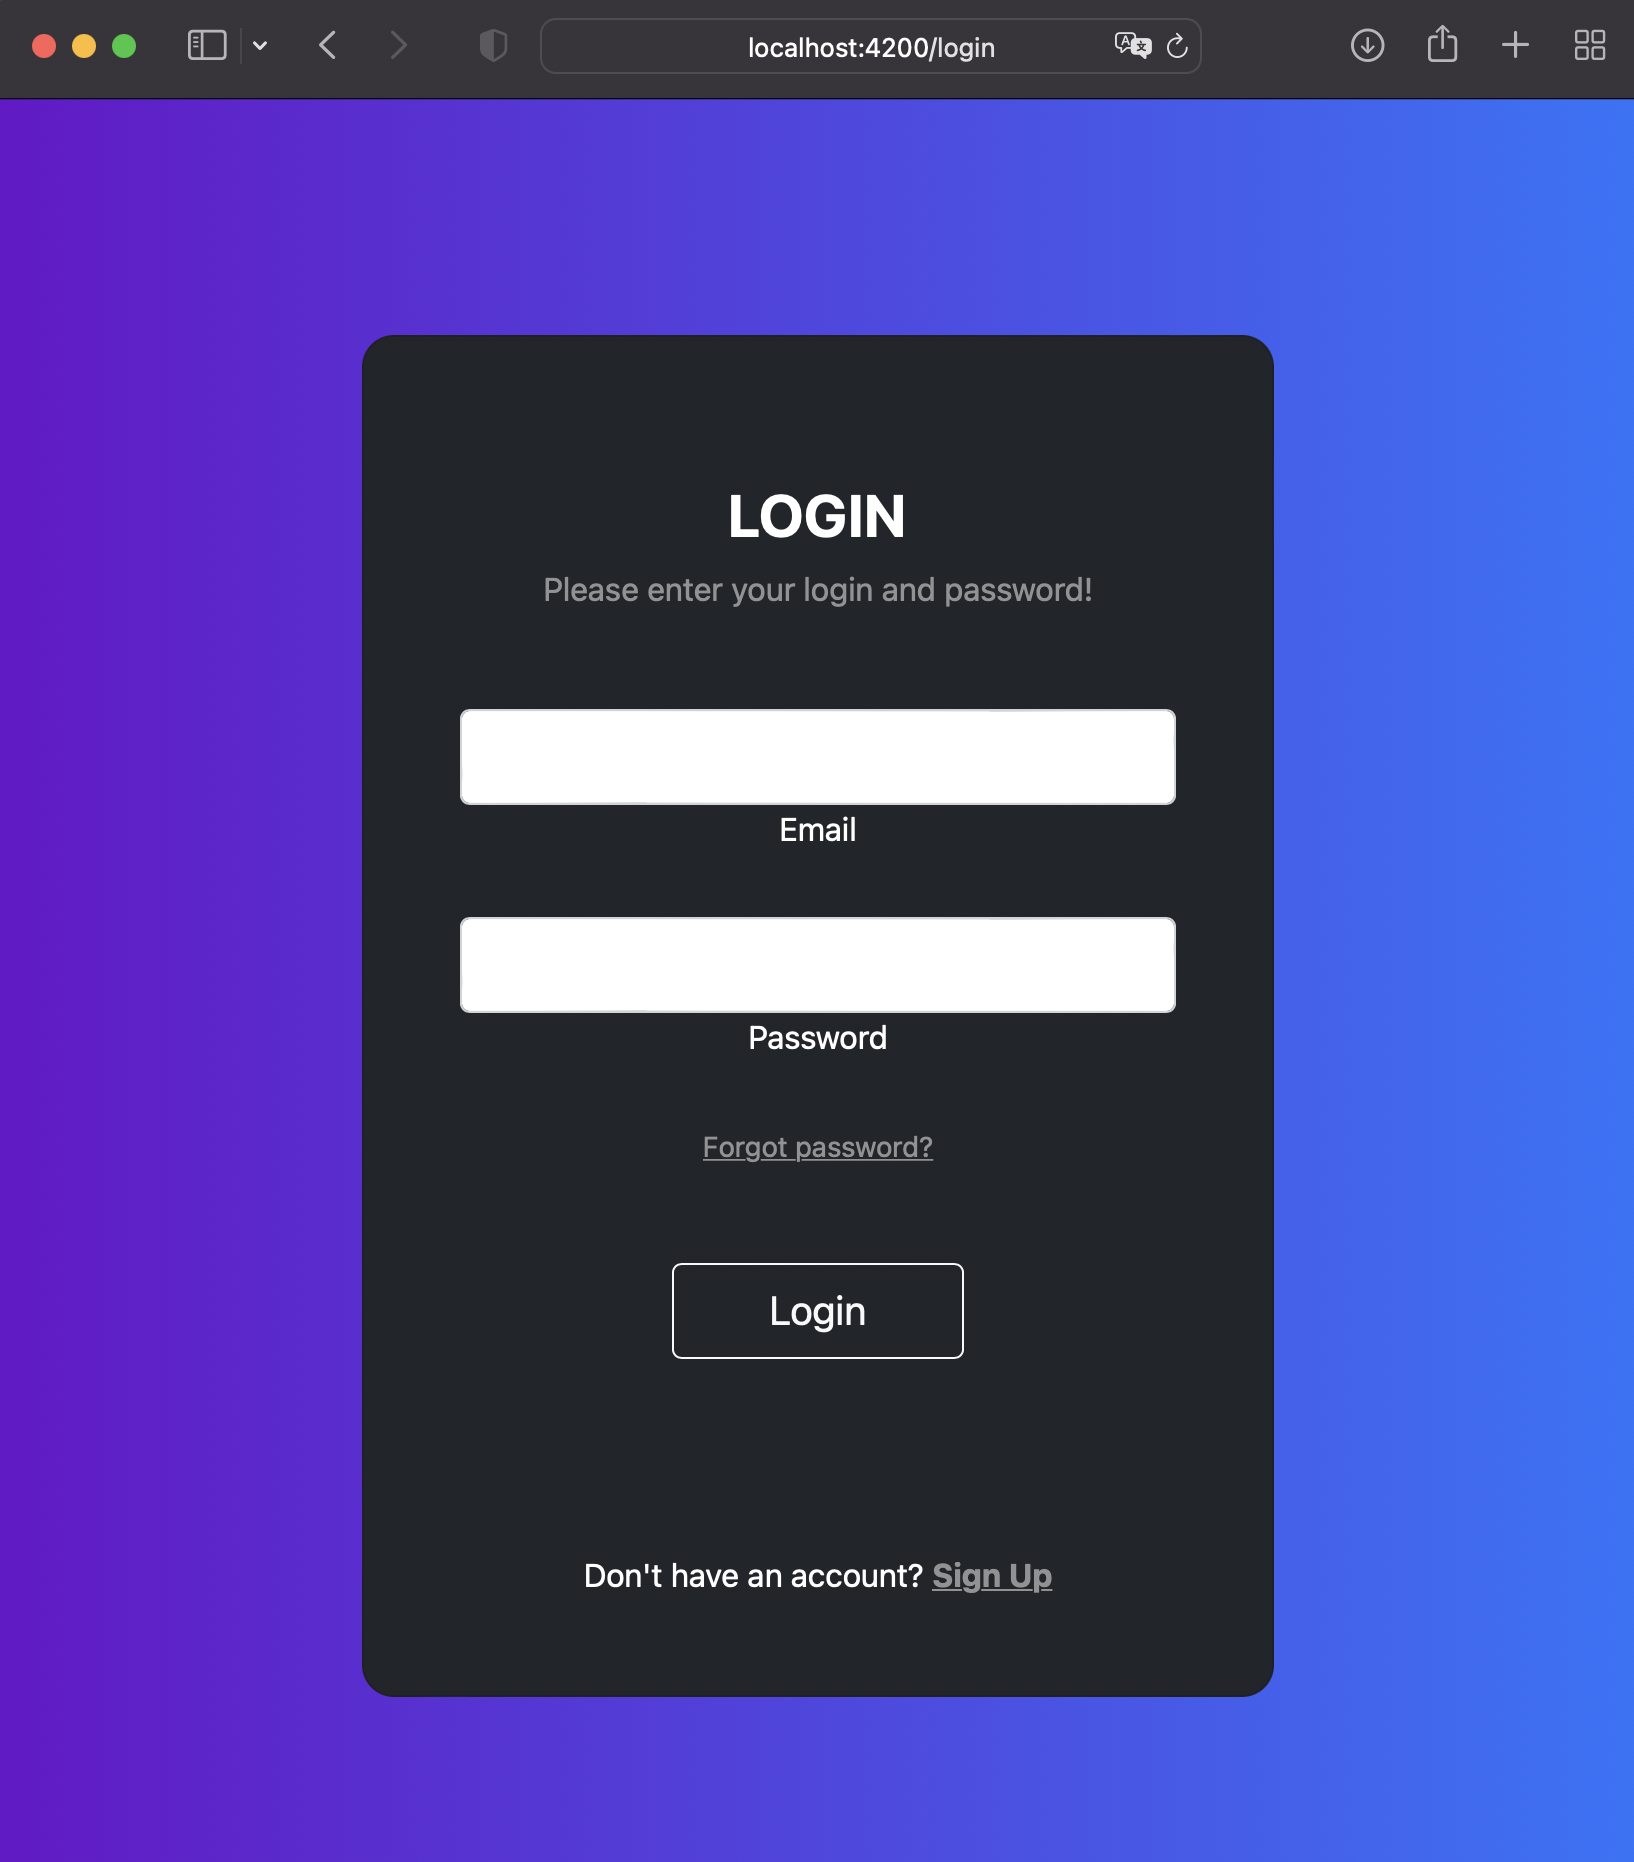 localhost:4200/login
LOGIN
Please enter your login and password!
Email
Password
Forgot password?
Login
Don't have an account? Sign Up